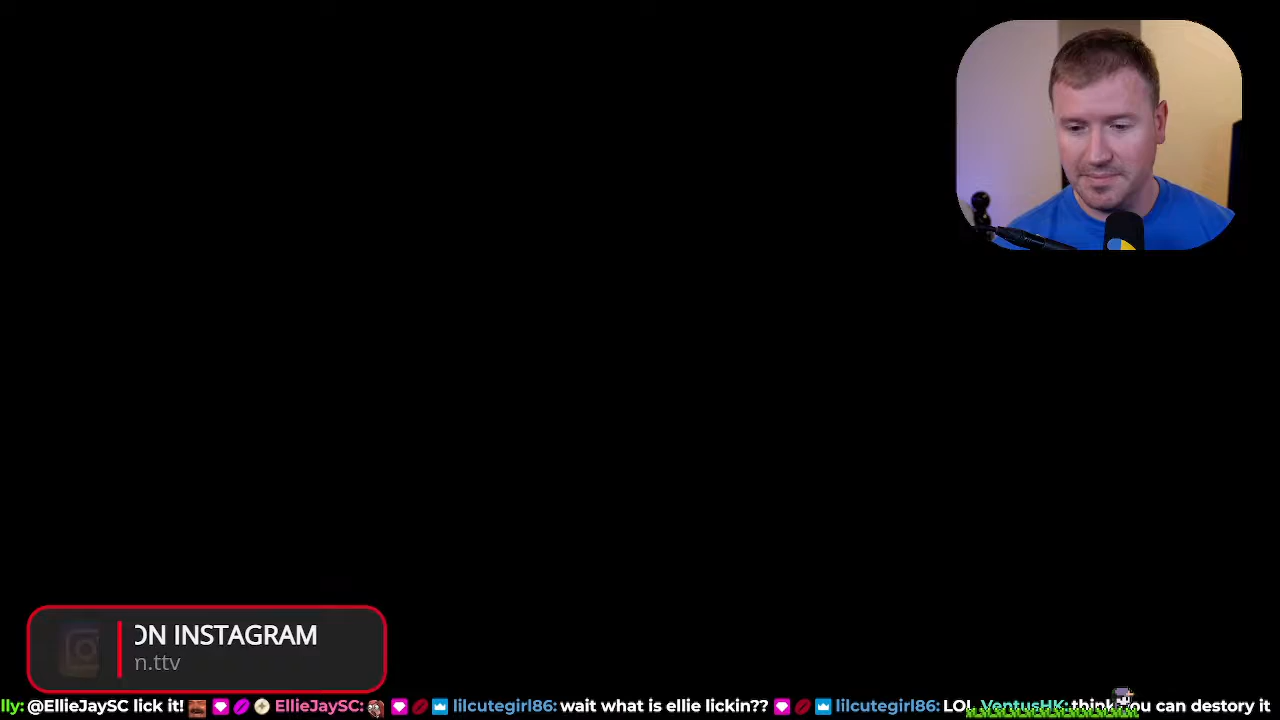 ON INSTAGRAM
n.ttv
lly: @EllieJaySC lick it! EllieJaySC: lilcutegirl86: wait what is ellie lickin?? lilcutegirl86: LOL VentusHK: think you can destory it